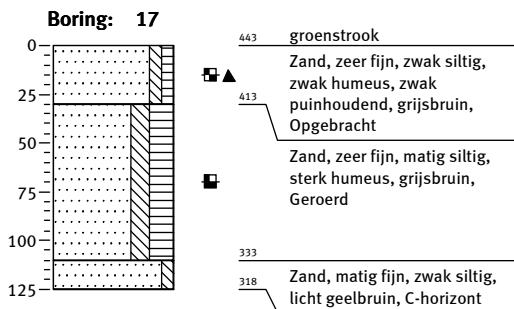 Boring: 17
443 groenstrook
0
Zand, zeer fijn, zwak siltig,
zwak humeus, zwak
puinhoudend, grijsbruin,
Opgebracht
25
413
50
Zand, zeer fijn, matig siltig,
sterk humeus, grijsbruin,
Geroerd
75
100
333
318
Zand, matig fijn, zwak siltig,
licht geelbruin, C-horizont
125